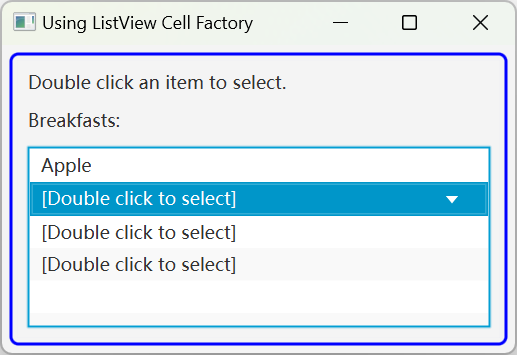 Using ListView Cell Factory
Double click an item to select.
Breakfasts:
Apple
[Double click to select]
[Double click to select]
[Double click to select]